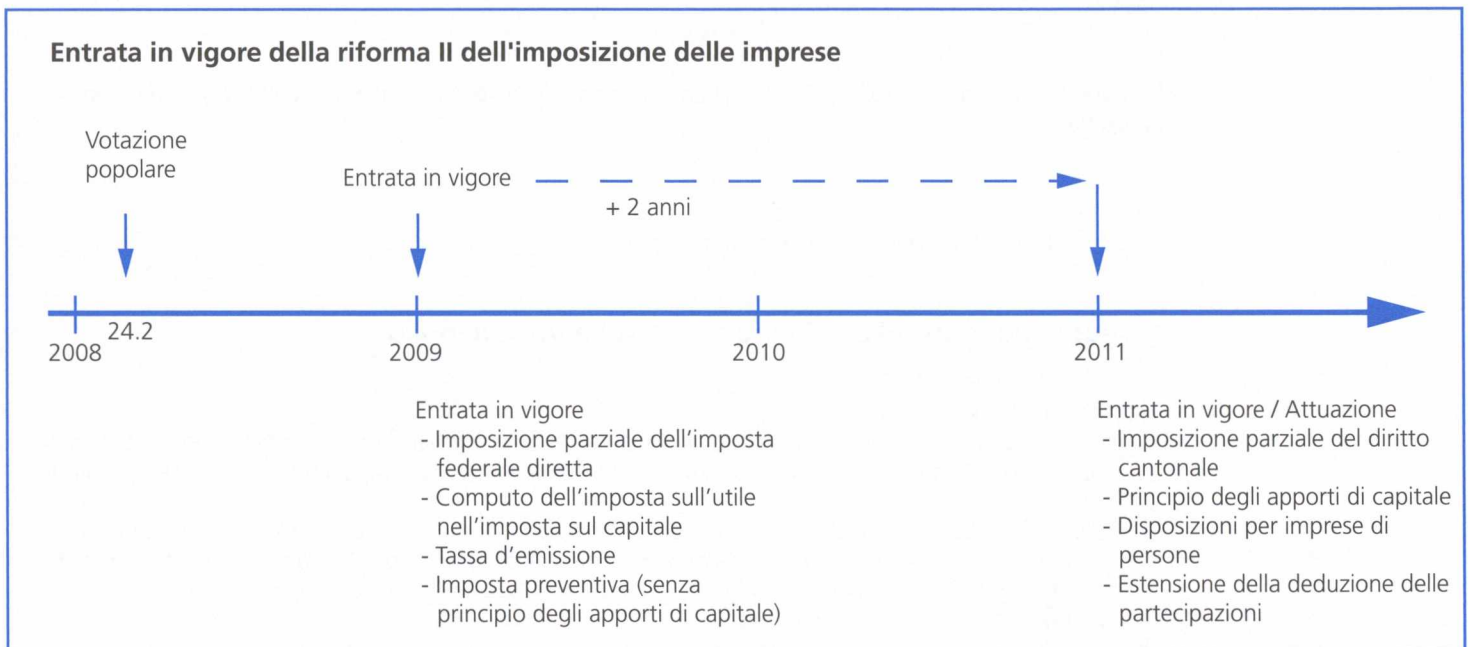 Entrata in vigore della riforma II dell'imposizione delle imprese
Votazione
popolare
Entrata in vigore
+ 2 anni
24.2
2008
2009
2010
2011
Entrata in vigore
- Imposizione parziale dell'imposta
federale diretta
- Computo dell'imposta sull'utile
nell'imposta sul capitale
- Tassa d'emissione
- Imposta preventiva (senza
principio degli apporti di capitale)
Entrata in vigore / Attuazione
- Imposizione parziale del diritto
cantonale
- Principio degli apporti di capitale
- Disposizioni per imprese di
persone
- Estensione della deduzione delle
partecipazioni